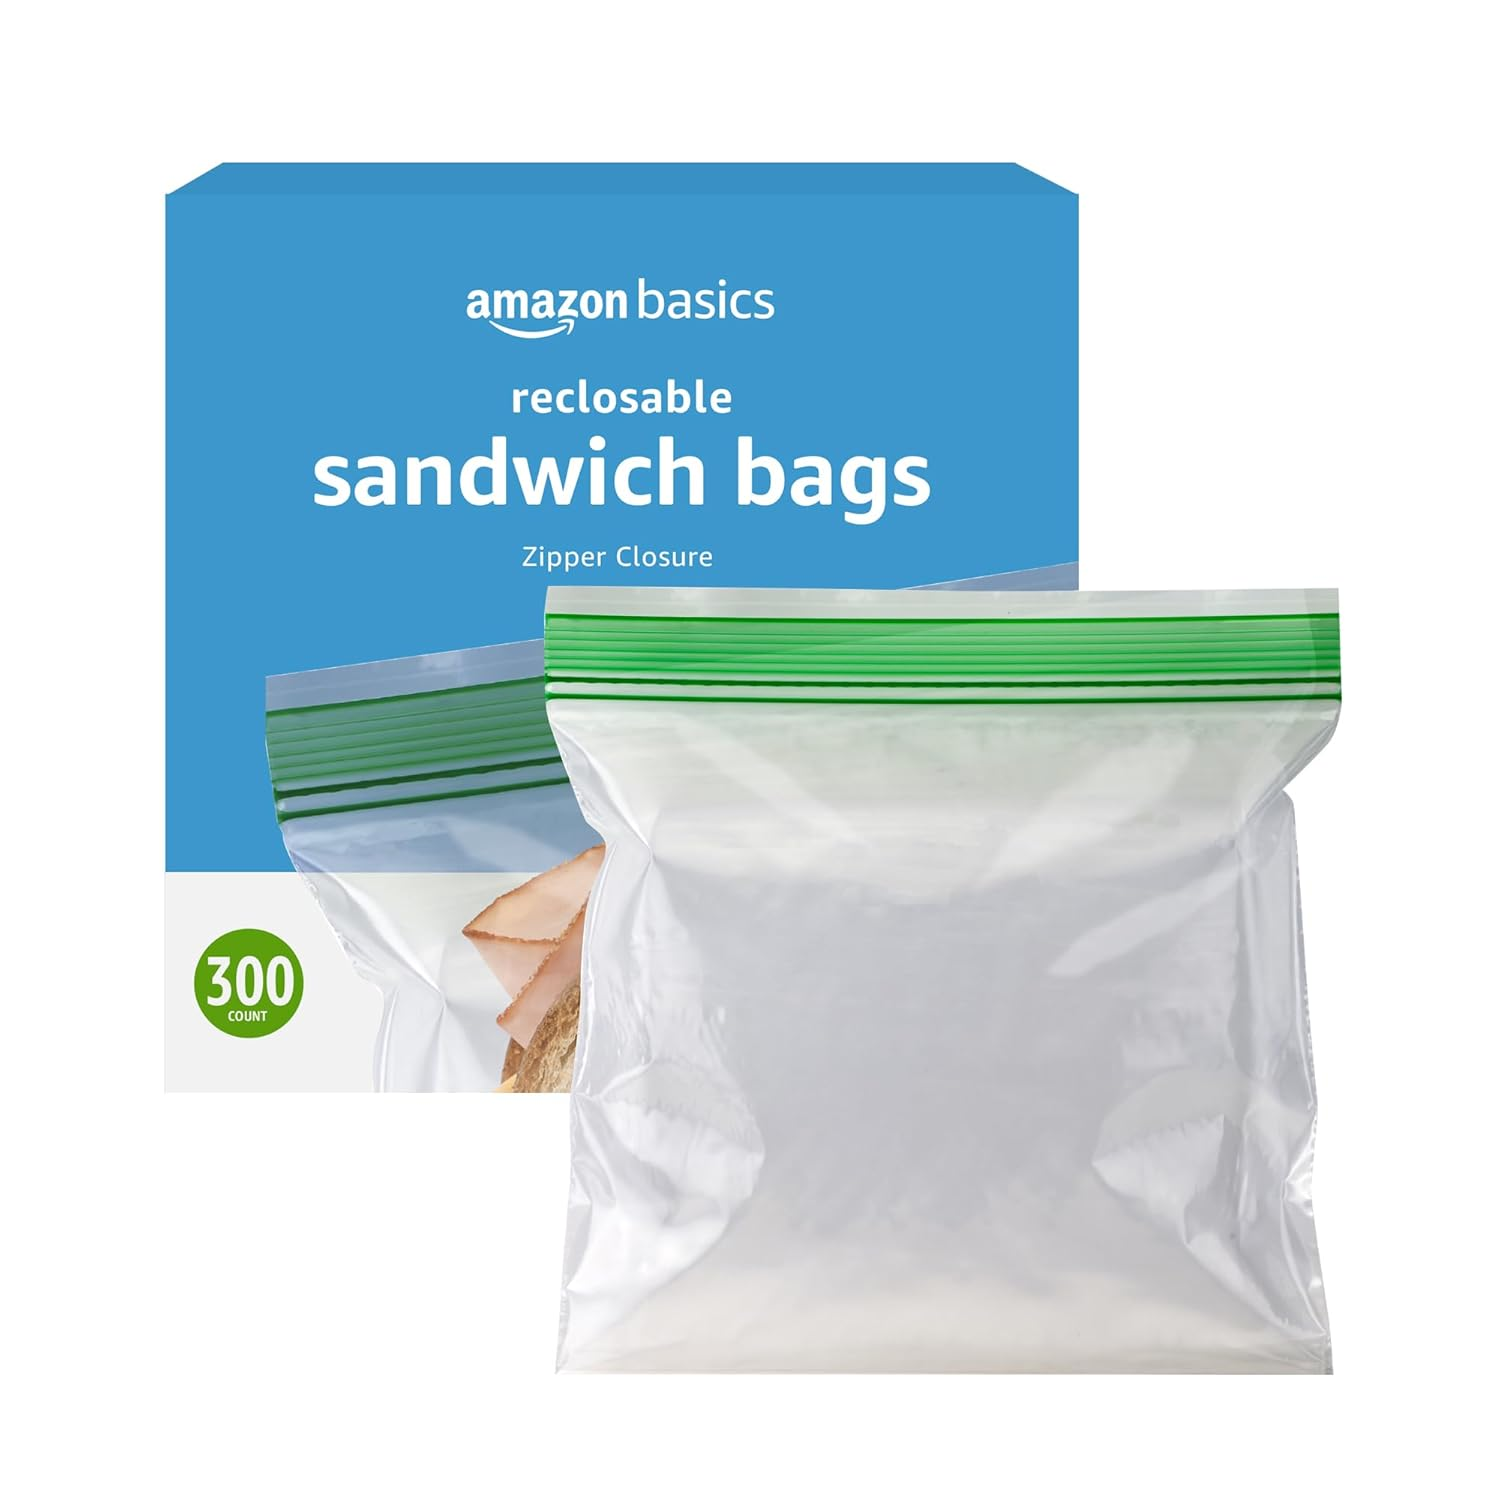 amazon basics
reclosable
sandwich bags
Zipper Closure
300
COUNT